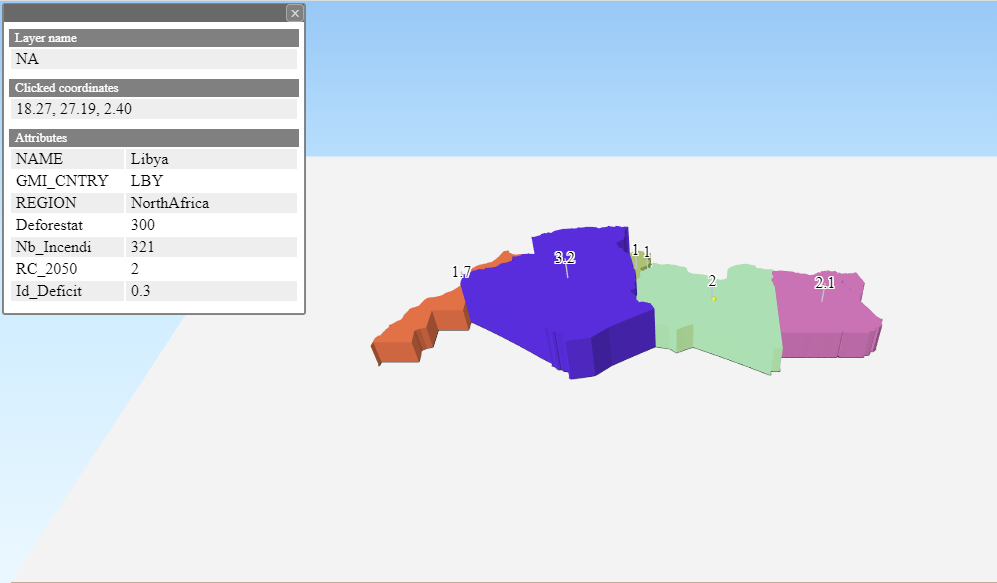 ×
Layer name
NA
Clicked coordinates
18.27, 27.19, 2.40
Attributes
NAME Libya
GMI_CNTRY LBY
REGION NorthAfrica
Deforestat 300
Nb_Incendi 321
RC_2050 2
Id_Deficit 0.3
1.7
3.2
1.1
2
2.1